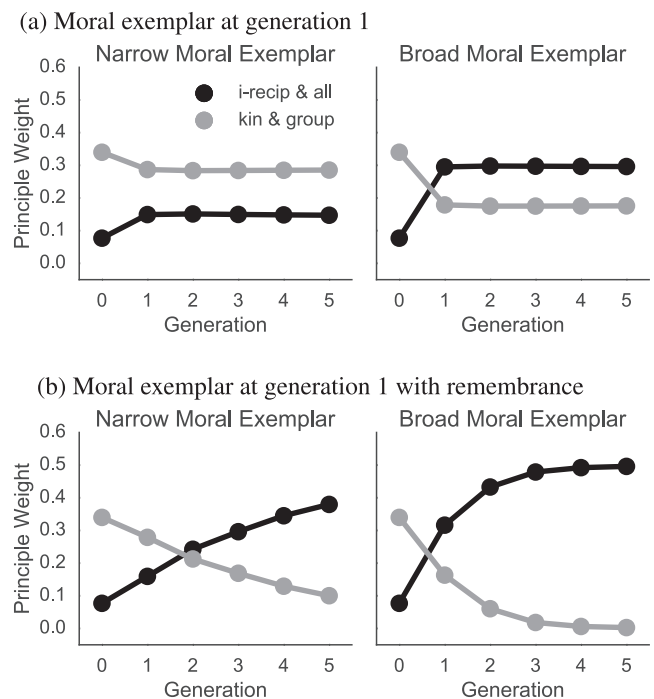 (a) Moral exemplar at generation 1
Narrow Moral Exemplar
Broad Moral Exemplar
0.6
0.5
0.4
0.3
0.2
0.1
0.0
Principle Weight
i-recip & all
kin & group
0 1 2 3 4 5
0 1 2 3 4 5
Generation
Generation
(b) Moral exemplar at generation 1 with remembrance
Narrow Moral Exemplar
Broad Moral Exemplar
0.6
0.5
0.4
0.3
0.2
0.1
0.0
Principle Weight
0 1 2 3 4 5
0 1 2 3 4 5
Generation
Generation